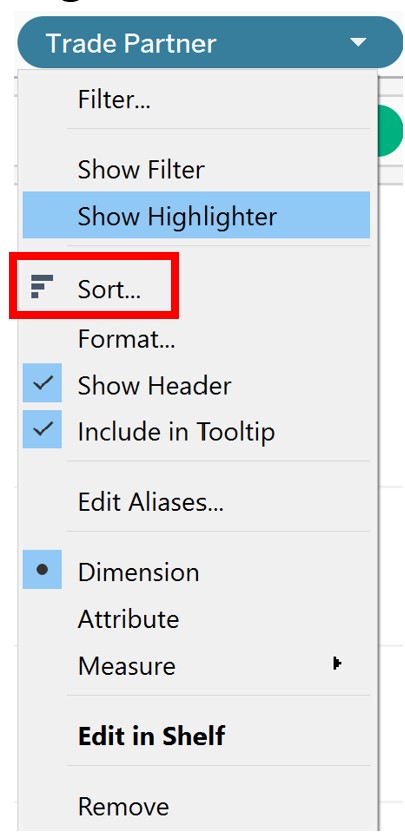 Trade Partner
Filter...
Show Filter
Show Highlighter
Sort...
Format...
Show Header
Include in Tooltip
Edit Aliases...
Dimension
Attribute
Measure
Edit in Shelf
Remove